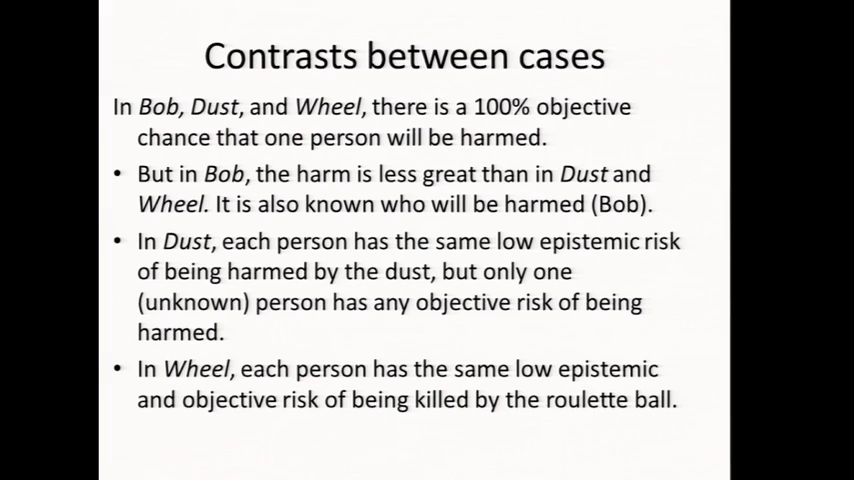 Contrasts between cases
In Bob, Dust, and Wheel, there is a 100% objective
chance that one person will be harmed.
• But in Bob, the harm is less great than in Dust and
Wheel. It is also known who will be harmed (Bob).
• In Dust, each person has the same low epistemic risk
of being harmed by the dust, but only one
(unknown) person has any objective risk of being
harmed.
• In Wheel, each person has the same low epistemic
and objective risk of being killed by the roulette ball.